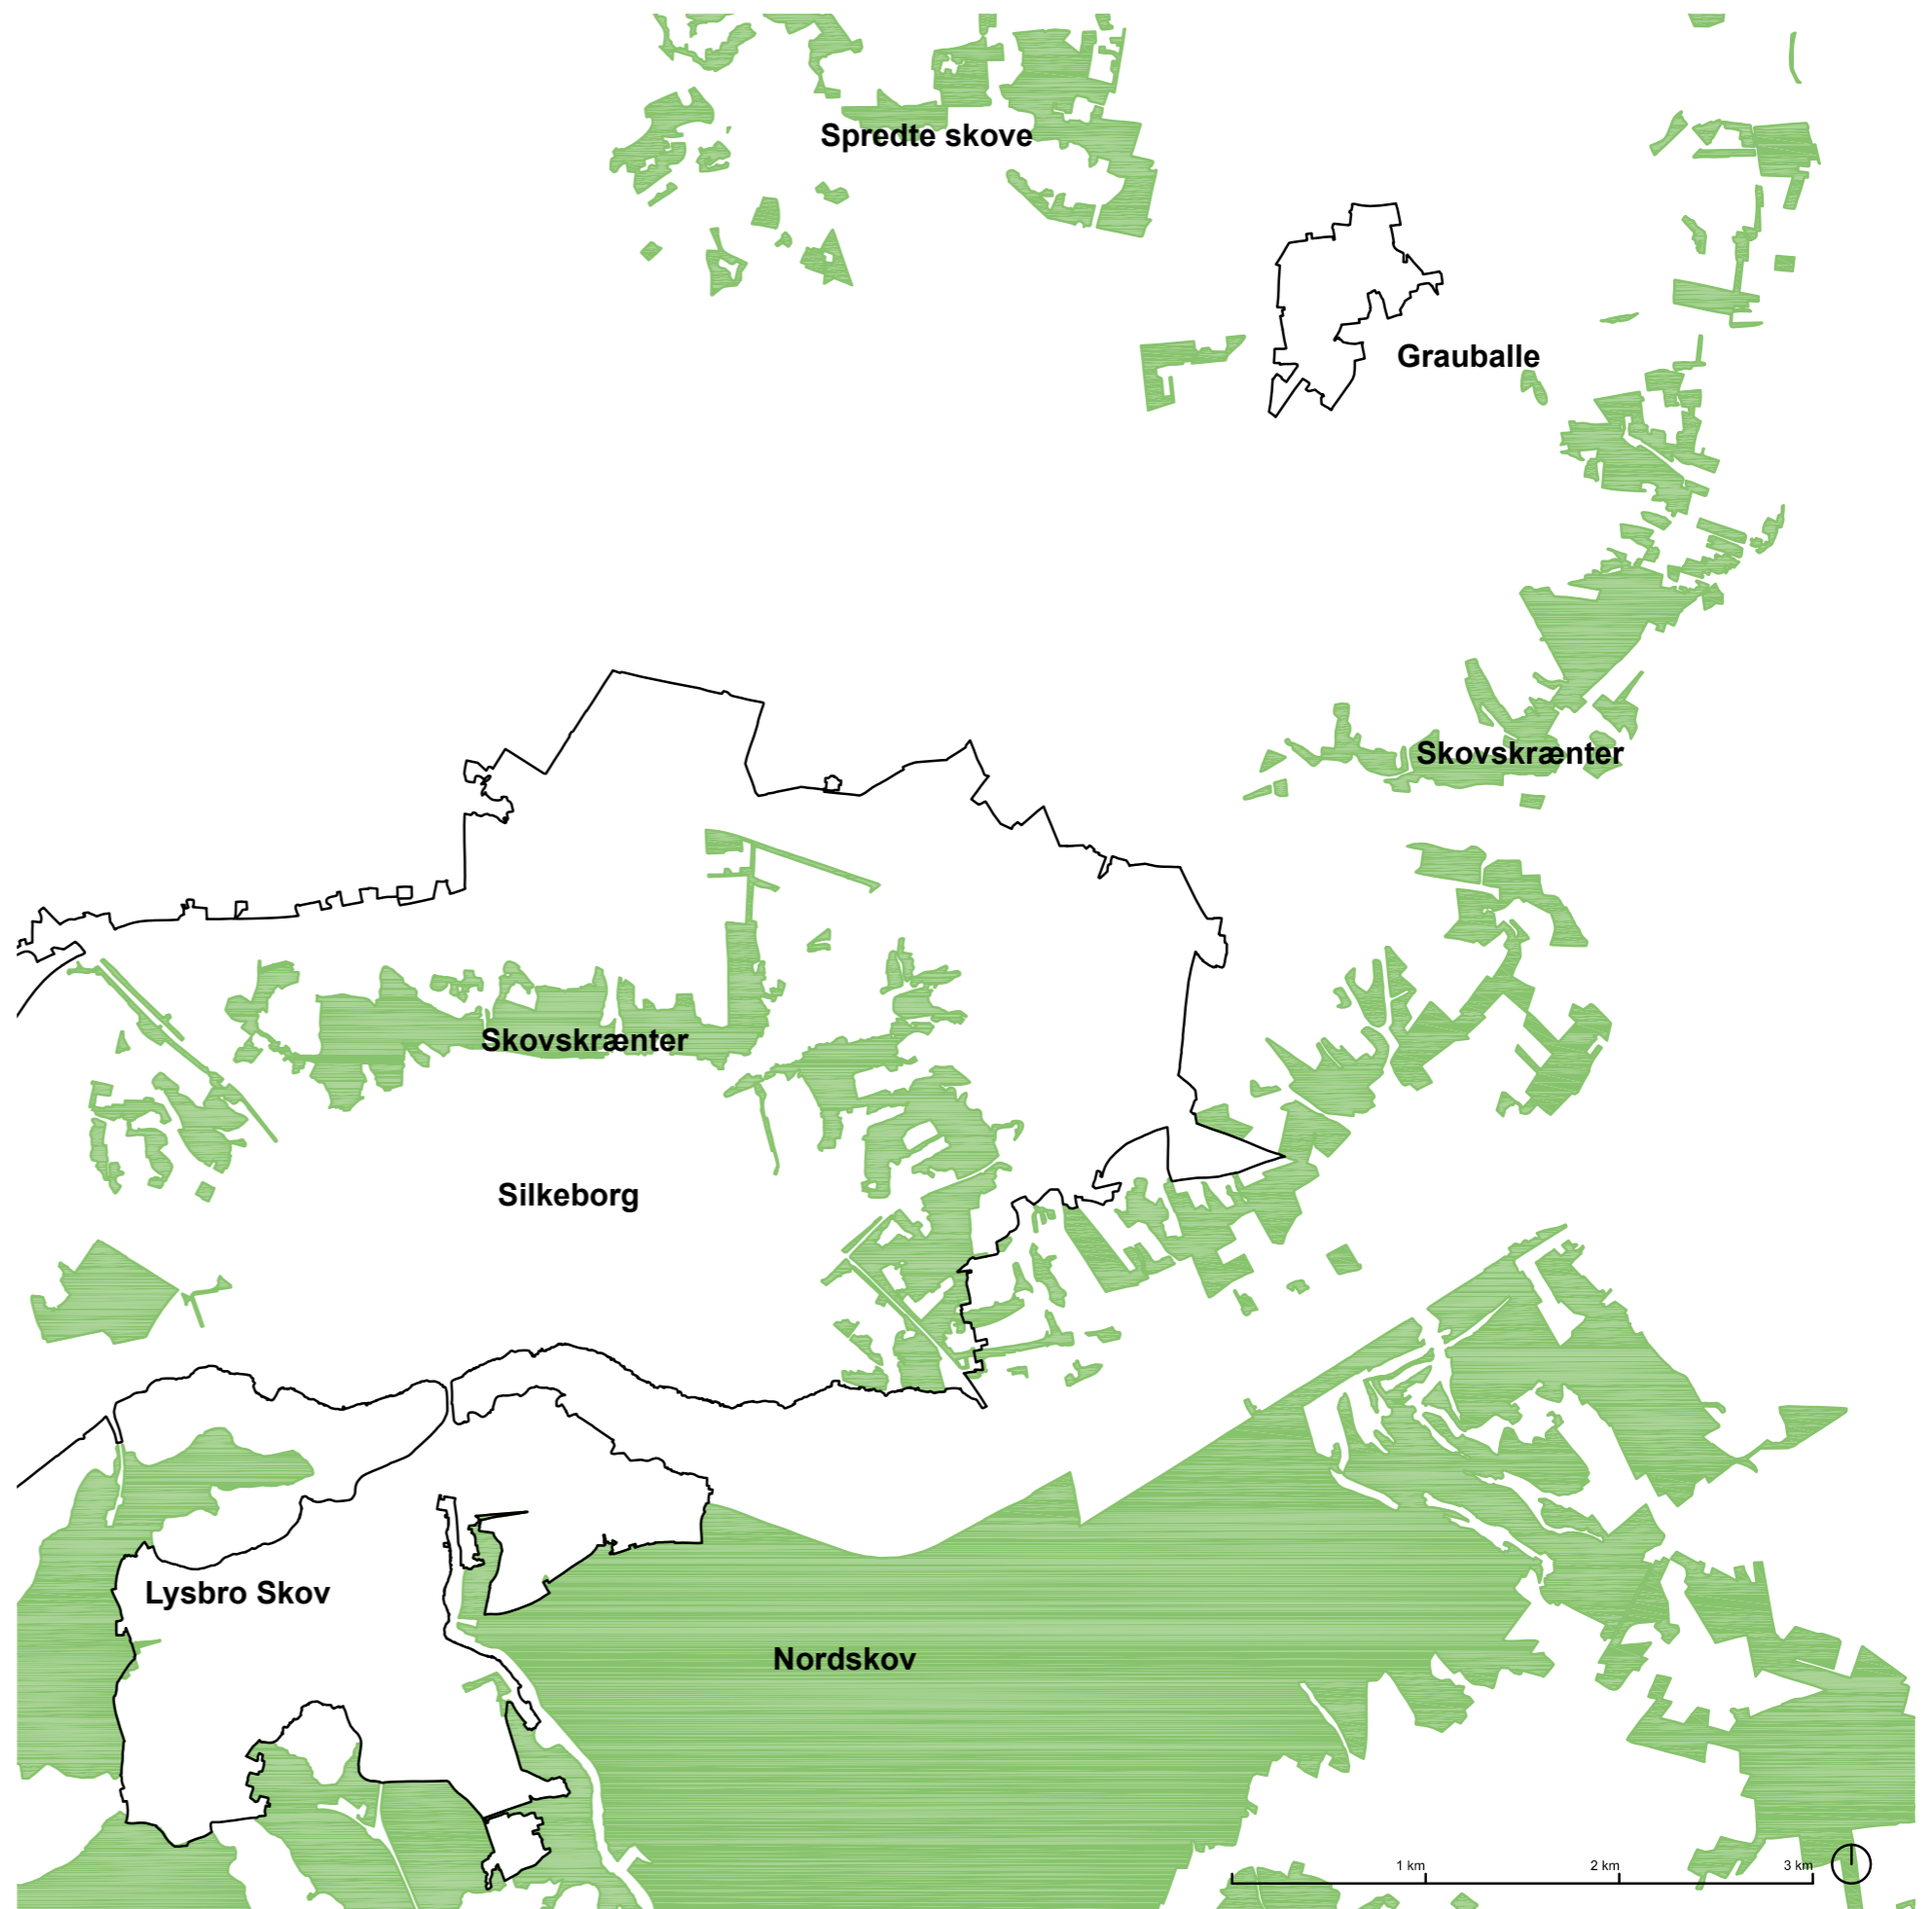 Spredte skove
Grauballe
Skovskrænter
Skovskrænter
Silkeborg
Lysbro Skov
Nordskov
1 km
2 km
3 km